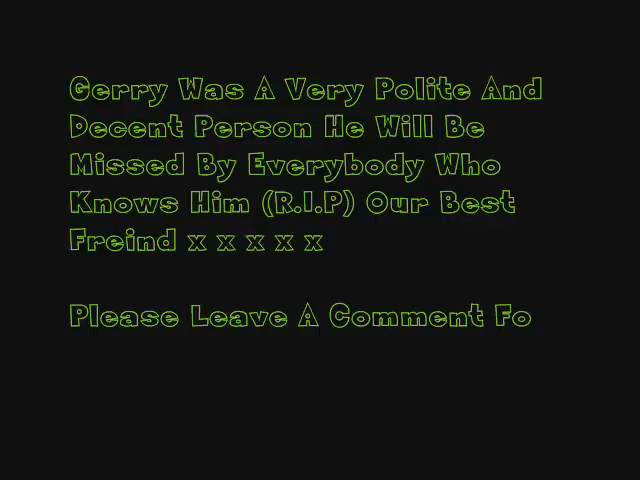 Gerry Was A Very Polite And
Decent Person He Will Be
Missed By Everybody Who
Knows Him (R.I.P) Our Best
Freind x x x x x
Please Leave A Comment Fo